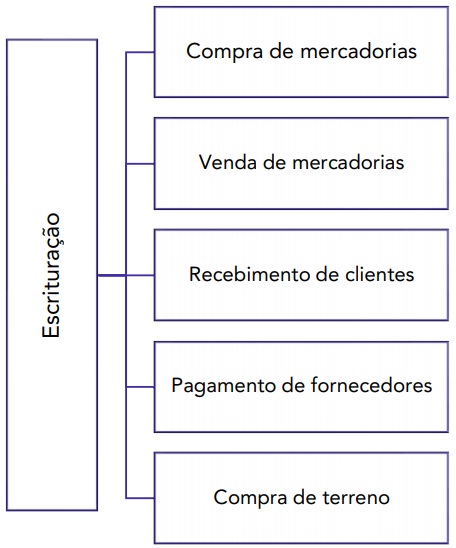 Escrituração
Compra de mercadorias
Venda de mercadorias
Recebimento de clientes
Pagamento de fornecedores
Compra de terreno